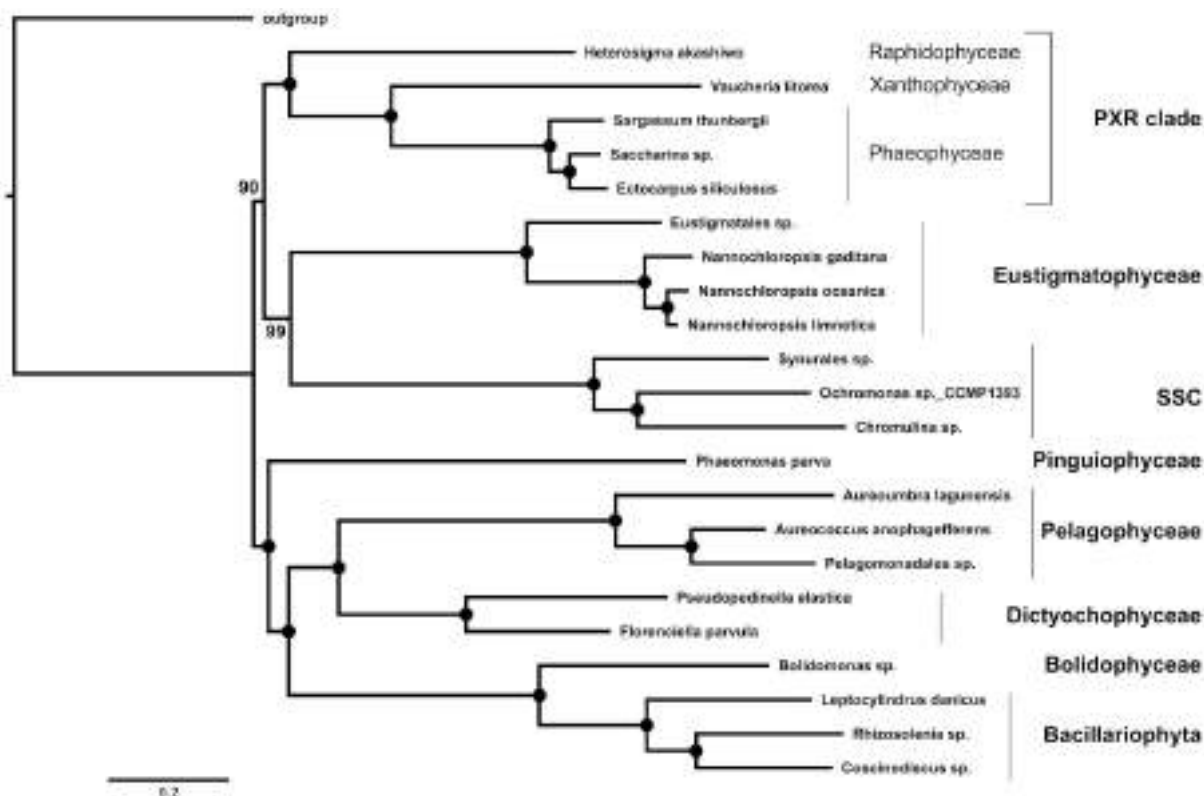 outgroup
Heterosigma akashiwo Raphidophyceae
Vaucheria litorea Xanthophyceae
Sargassum thunbergii
PXR clade
Saccharina sp. Phaeophyceae
90
Ectocarpus siliculosus
Eustigmatales sp.
Nannochloropsis gaditana
Eustigmatophyceae
Nannochloropsis oceanica
Nannochloropsis limnetica
99
Synurales sp.
Ochromonas sp._CCMP1393
SSC
Chromulina sp.
Phaeomonas parva Pinguiophyceae
Aureoumbra lagunensis
Aureococcus anophagefferens Pelagophyceae
Pelagomonadales sp.
Pseudopedinella elastica
Dictyochophyceae
Florenciella parvula
Bolidomonas sp. Bolidophyceae
Leptocylindrus danicus
Rhizosolenia sp. Bacillariophyta
Coscinodiscus sp.
0.2